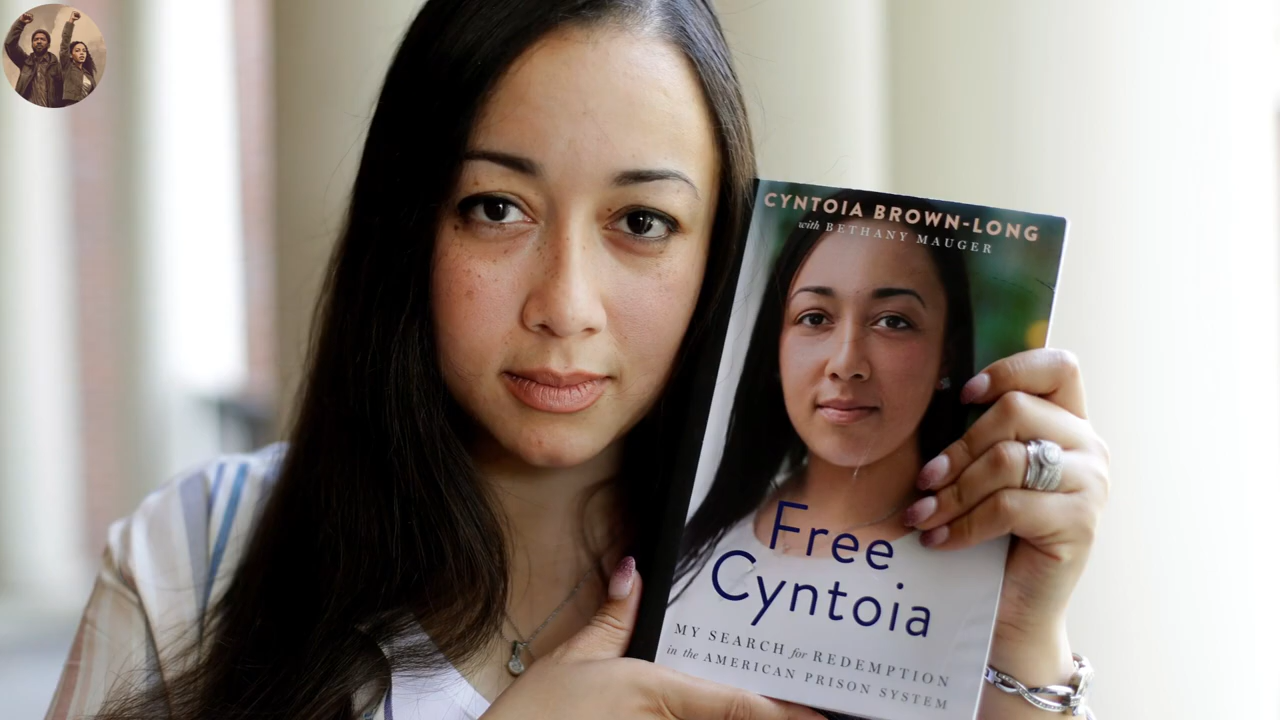 CYNTOIA BROWN-LONG
with BETHANY MAUGER
Free
Cyntoia
MY SEARCH for REDEMPTION
in the AMERICAN PRISON SYSTEM